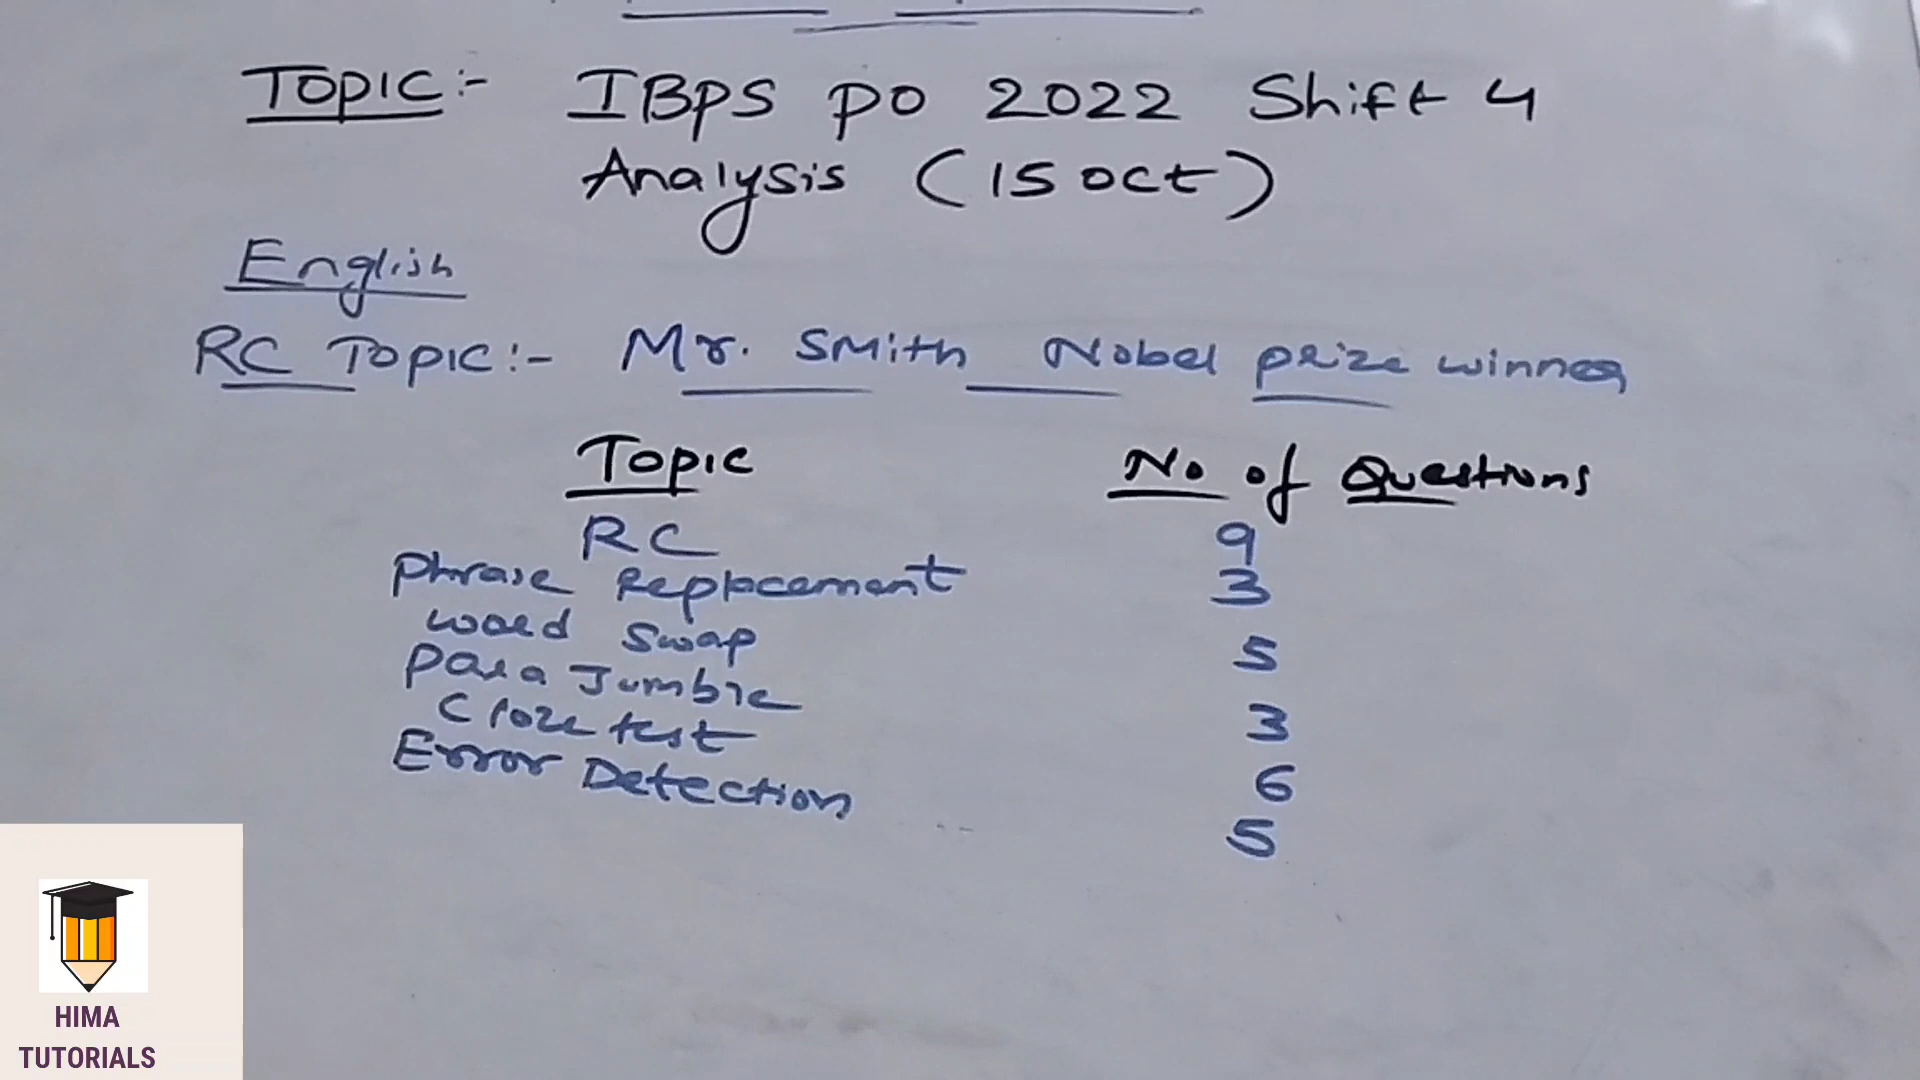 Topic:- IBPS PO 2022 Shift 4
Analysis (15 Oct)
English
RC Topic:- Mr. Smith Nobel prize winner
Topic No of Questions
RC 9
Phrase Replacement 3
Word Swap 5
Para Jumble 3
Cloze test 6
Error Detection 5
HIMA
TUTORIALS